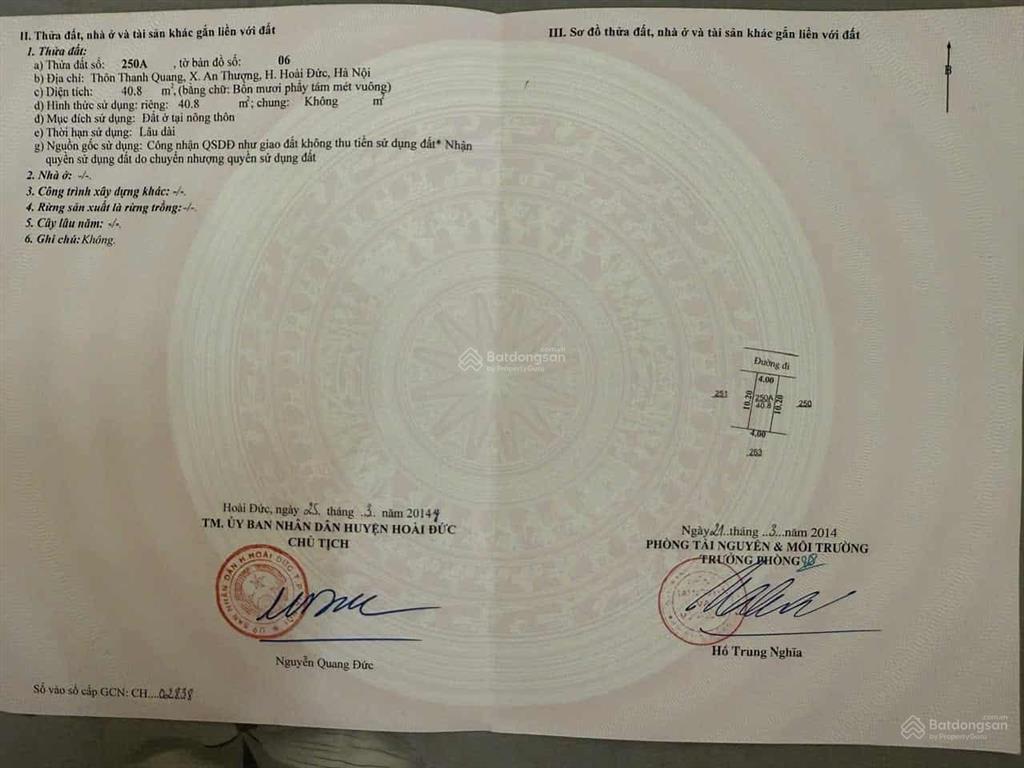 II. Thửa đất, nhà ở và tài sản khác gắn liền với đất
1. Thửa đất:
a) Thửa đất số: 250A , tờ bản đồ số: 06
b) Địa chỉ: Thôn Thanh Quang, X. An Thượng, H. Hoài Đức, Hà Nội
c) Diện tích: 40.8 m², (bằng chữ: Bốn mươi phẩy tám mét vuông)
d) Hình thức sử dụng: riêng: 40.8 m²; chung: Không m²
đ) Mục đích sử dụng: Đất ở tại nông thôn
e) Thời hạn sử dụng: Lâu dài
g) Nguồn gốc sử dụng: Công nhận QSDĐ như giao đất không thu tiền sử dụng đất* Nhận
quyền sử dụng đất do chuyển nhượng quyền sử dụng đất
2. Nhà ở: -/-.
3. Công trình xây dựng khác: -/-.
4. Rừng sản xuất là rừng trồng: -/-.
5. Cây lâu năm: -/-.
6. Ghi chú: Không.
Hoài Đức, ngày 25 tháng .3. năm 2014
TM. ỦY BAN NHÂN DÂN HUYỆN HOÀI ĐỨC
CHỦ TỊCH
Nguyễn Quang Đức
Số vào sổ cấp GCN: CH....02838
III. Sơ đồ thửa đất, nhà ở và tài sản khác gắn liền với đất
B
Đường đi
4.00
251
10.20
250A
40.8
10.20
250
4.00
263
Ngày 21 tháng ..3... năm 2014
PHÒNG TÀI NGUYÊN & MÔI TRƯỜNG
TRƯỞNG PHÒNG
Hồ Trung Nghĩa
Batdongsan.com.vn
by PropertyGuru
Batdongsan.com.vn
by PropertyGuru